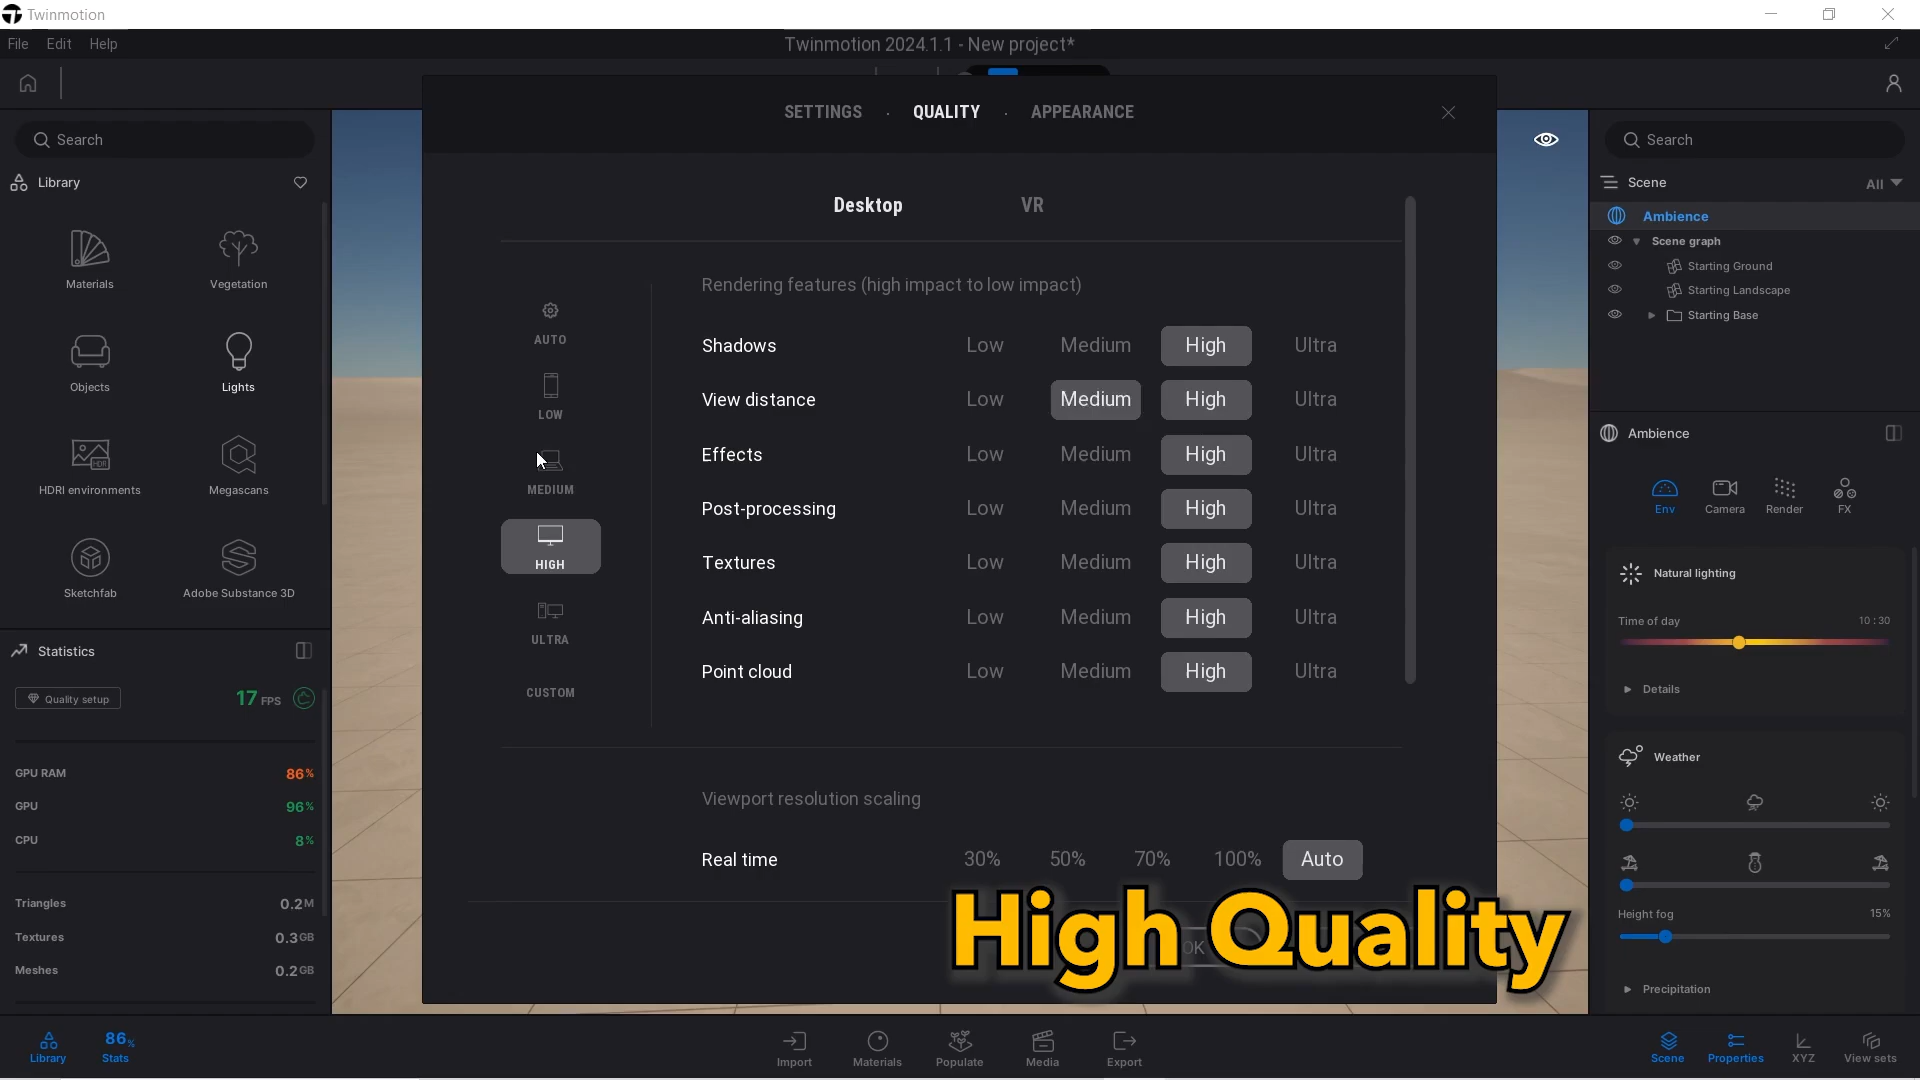 Twinmotion
File Edit Help
Twinmotion 2024.1.1 - New project*
SETTINGS · QUALITY · APPEARANCE
Search
Library
Materials
Vegetation
Objects
Lights
HDR
HDRI environments
Megascans
Sketchfab
Adobe Substance 3D
Statistics
Quality setup
17 FPS
GPU RAM 86%
GPU 96%
CPU 8%
Triangles 0.2M
Textures 0.3GB
Meshes 0.2GB
Desktop VR
AUTO
LOW
MEDIUM
HIGH
ULTRA
CUSTOM
Rendering features (high impact to low impact)
Shadows Low Medium High Ultra
View distance Low Medium High Ultra
Effects Low Medium High Ultra
Post-processing Low Medium High Ultra
Textures Low Medium High Ultra
Anti-aliasing Low Medium High Ultra
Point cloud Low Medium High Ultra
Viewport resolution scaling
Real time 30% 50% 70% 100% Auto
OK
High Quality
Search
Scene All
Ambience
Scene graph
Starting Ground
Starting Landscape
Starting Base
Ambience
Env Camera Render FX
Natural lighting
Time of day 10:30
Details
Weather
Height fog 15%
Precipitation
Library
86%
Stats
Import Materials Populate Media Export
Scene Properties XYZ View sets